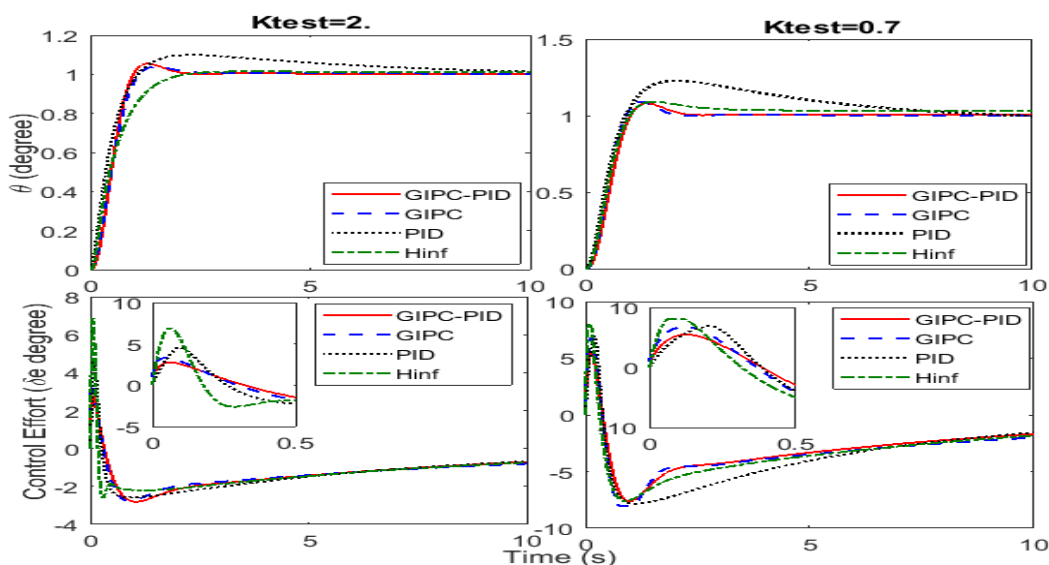 Ktest=2.
Ktest=0.7
θ (degree)
1.2
1
0.8
0.6
0.4
0.2
0
0
5
10
GIPC-PID
GIPC
PID
Hinf
1.5
1
0.5
0
0
5
10
GIPC-PID
GIPC
PID
Hinf
Control Effort (δe degree)
8
6
4
2
0
-2
-4
0
5
10
10
5
0
-5
0
0.5
GIPC-PID
GIPC
PID
Hinf
10
5
0
-5
-10
0
5
10
10
0
10
0
0.5
GIPC-PID
GIPC
PID
Hinf
Time (s)